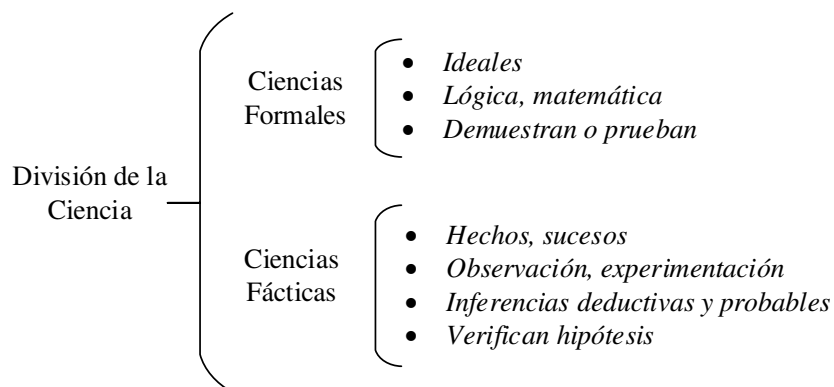 División de la
Ciencia
Ciencias
Formales
• Ideales
• Lógica, matemática
• Demuestran o prueban
Ciencias
Fácticas
• Hechos, sucesos
• Observación, experimentación
• Inferencias deductivas y probables
• Verifican hipótesis